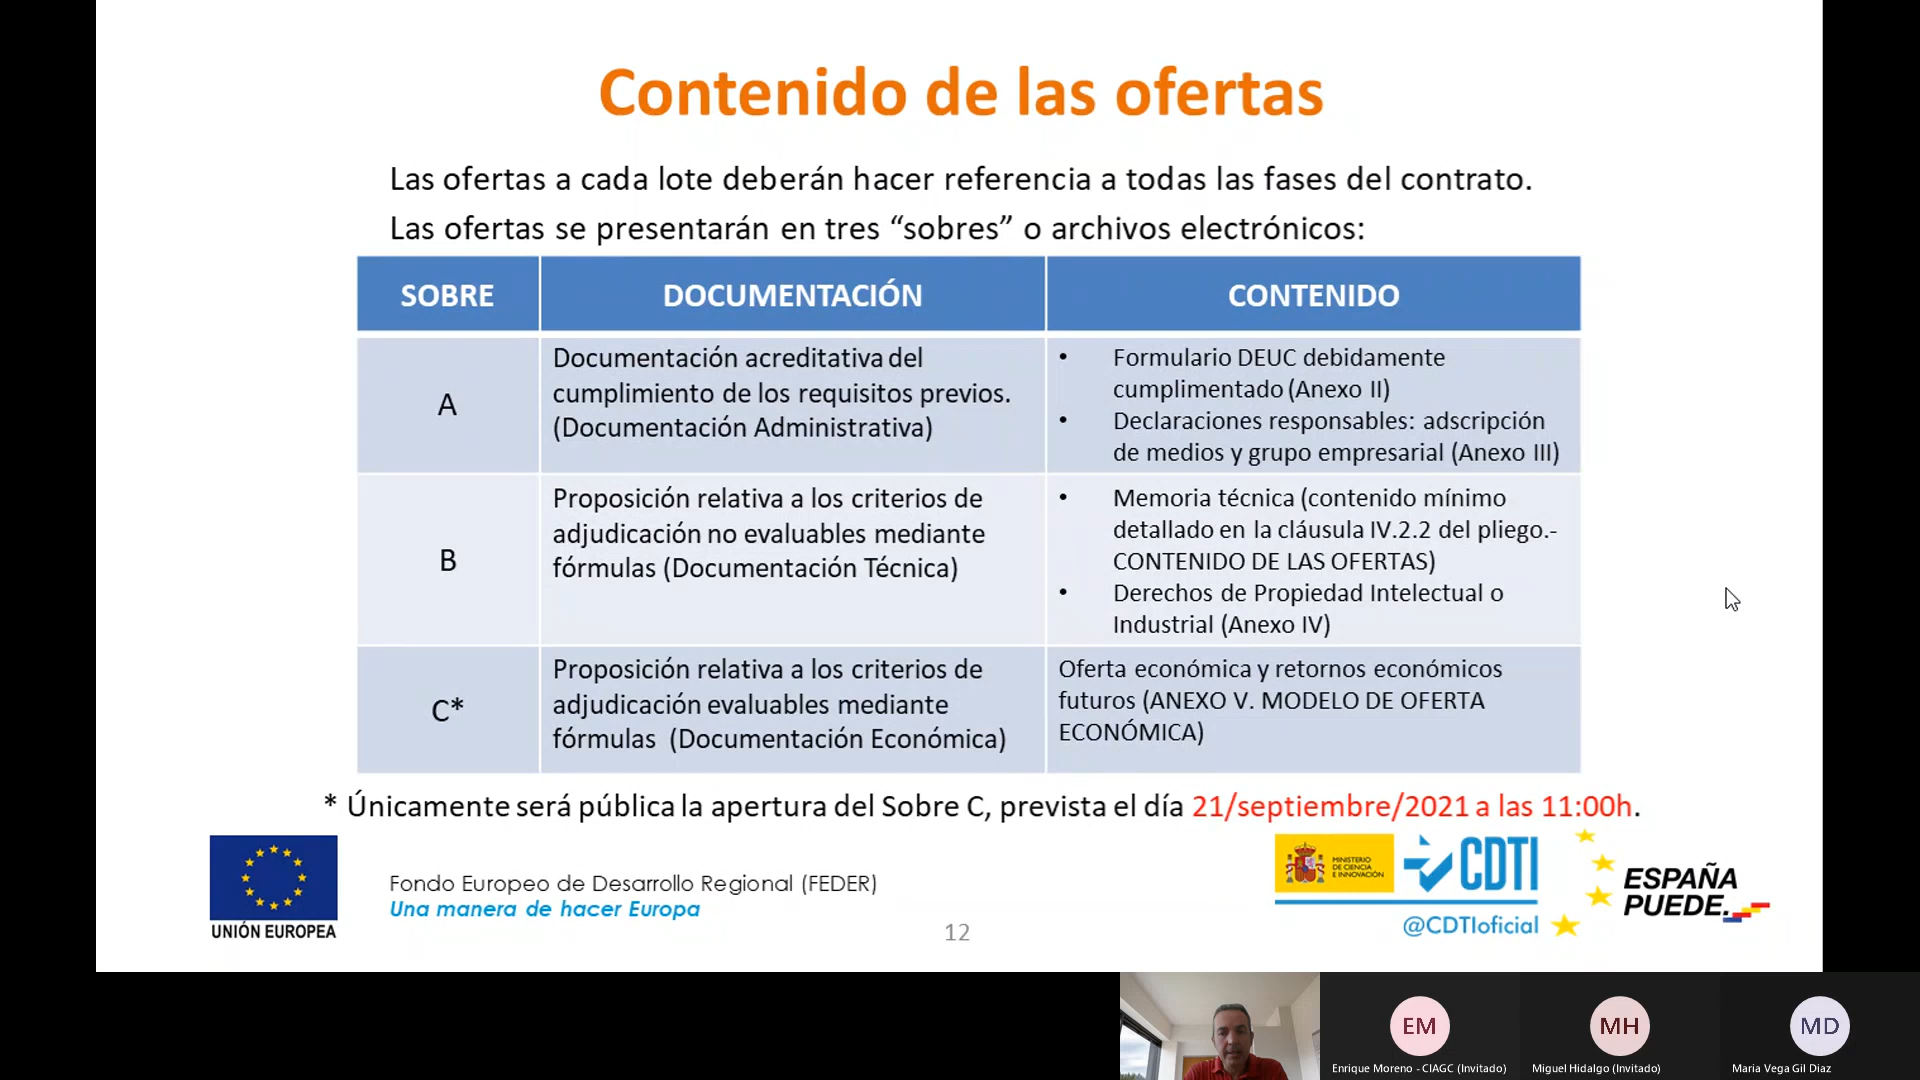 Contenido de las ofertas
Las ofertas a cada lote deberán hacer referencia a todas las fases del contrato.
Las ofertas se presentarán en tres “sobres” o archivos electrónicos:
SOBRE
DOCUMENTACIÓN
CONTENIDO
A
Documentación acreditativa del
cumplimiento de los requisitos previos.
(Documentación Administrativa)
• Formulario DEUC debidamente
cumplimentado (Anexo II)
• Declaraciones responsables: adscripción
de medios y grupo empresarial (Anexo III)
B
Proposición relativa a los criterios de
adjudicación no evaluables mediante
fórmulas (Documentación Técnica)
• Memoria técnica (contenido mínimo
detallado en la cláusula IV.2.2 del pliego.-
CONTENIDO DE LAS OFERTAS)
• Derechos de Propiedad Intelectual o
Industrial (Anexo IV)
C*
Proposición relativa a los criterios de
adjudicación evaluables mediante
fórmulas (Documentación Económica)
Oferta económica y retornos económicos
futuros (ANEXO V. MODELO DE OFERTA
ECONÓMICA)
* Únicamente será pública la apertura del Sobre C, prevista el día 21/septiembre/2021 a las 11:00h.
UNIÓN EUROPEA
Fondo Europeo de Desarrollo Regional (FEDER)
Una manera de hacer Europa
12
MINISTERIO
DE CIENCIA
E INNOVACIÓN
CDTI
@CDTIoficial
ESPAÑA
PUEDE.
EM
Enrique Moreno - CIAGC (Invitado)
MH
Miguel Hidalgo (Invitado)
MD
Maria Vega Gil Diaz